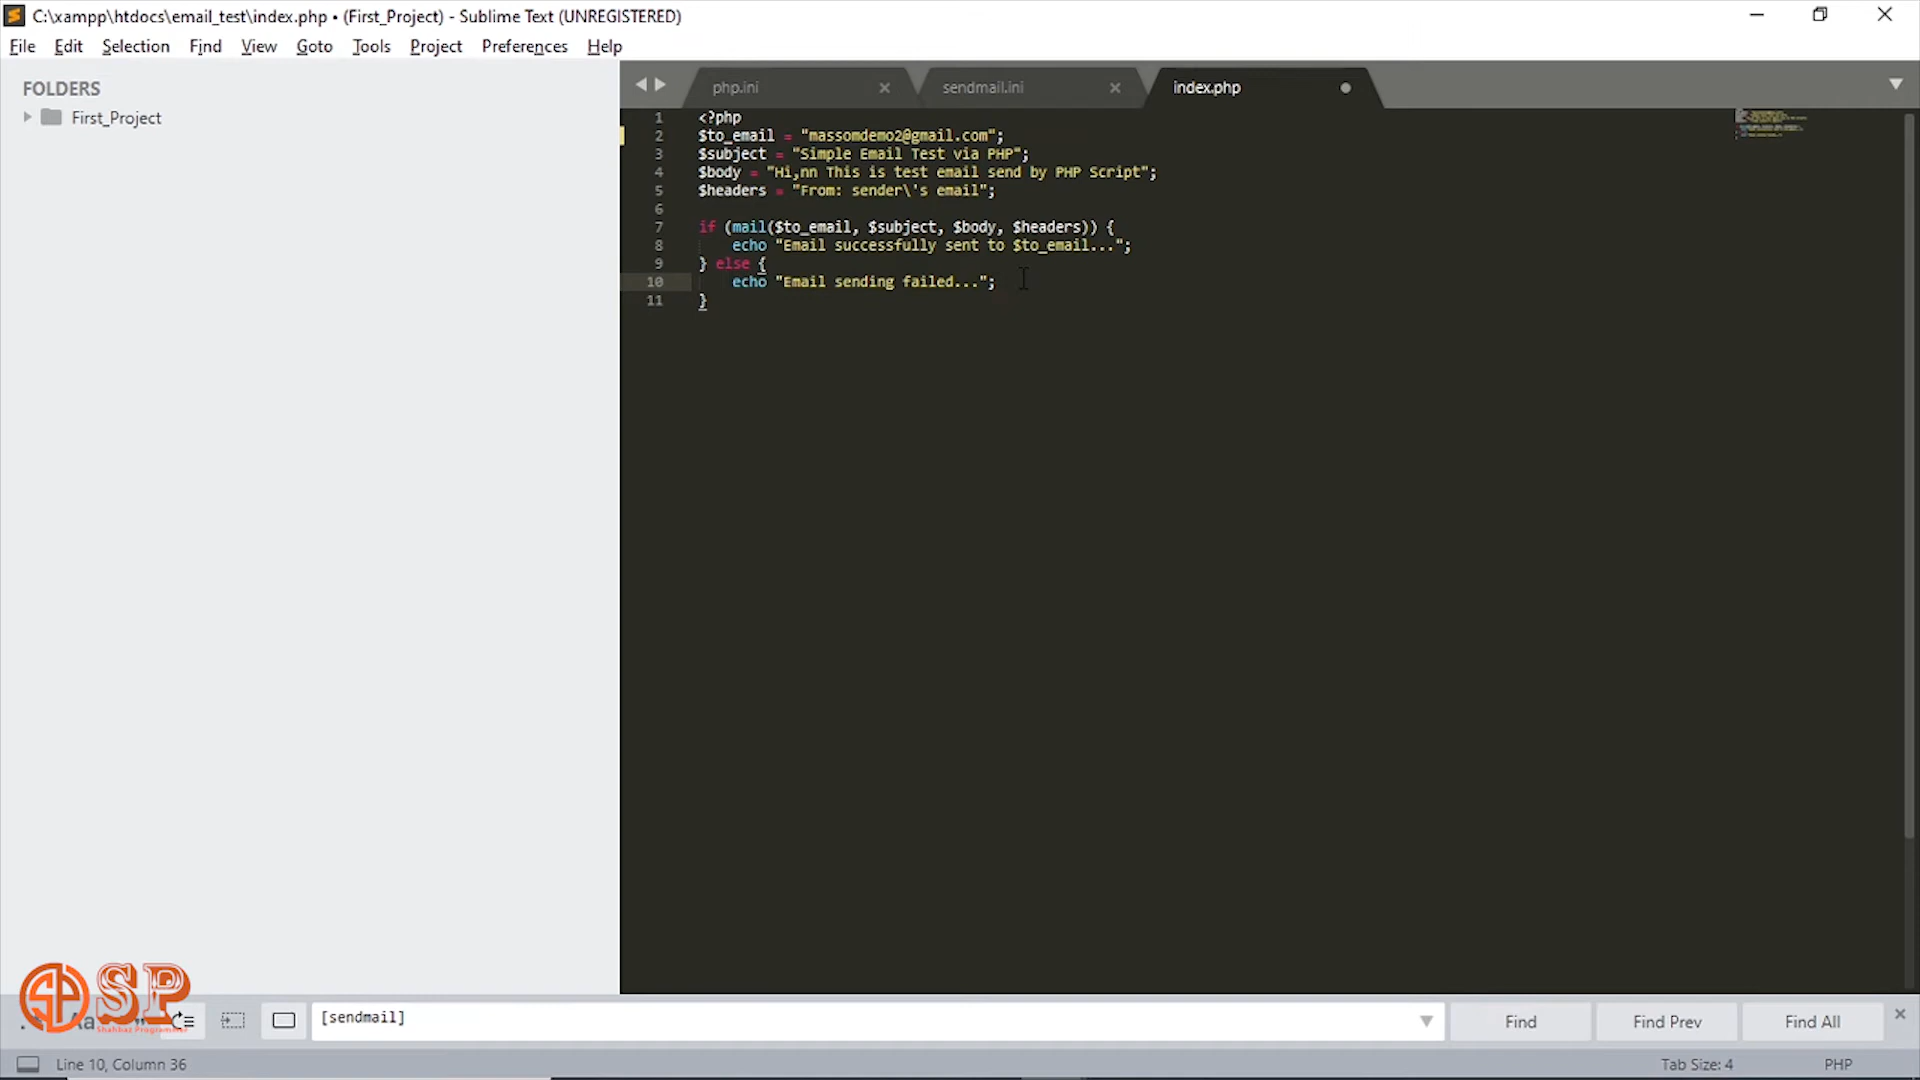 C:\xampp\htdocs\email_test\index.php • (First_Project) - Sublime Text (UNREGISTERED)
File Edit Selection Find View Goto Tools Project Preferences Help
FOLDERS
First_Project
php.ini
sendmail.ini
index.php
1 <?php
2 $to_email = "massomdemo2@gmail.com";
3 $subject = "Simple Email Test via PHP";
4 $body = "Hi,nn This is test email send by PHP Script";
5 $headers = "From: sender\'s email";
6
7 if (mail($to_email, $subject, $body, $headers)) {
8 echo "Email successfully sent to $to_email...";
9 } else {
10 echo "Email sending failed...";
11 }
SP SP
Shahbaz Programmer
Aa
[sendmail]
Find
Find Prev
Find All
Line 10, Column 36
Tab Size: 4
PHP